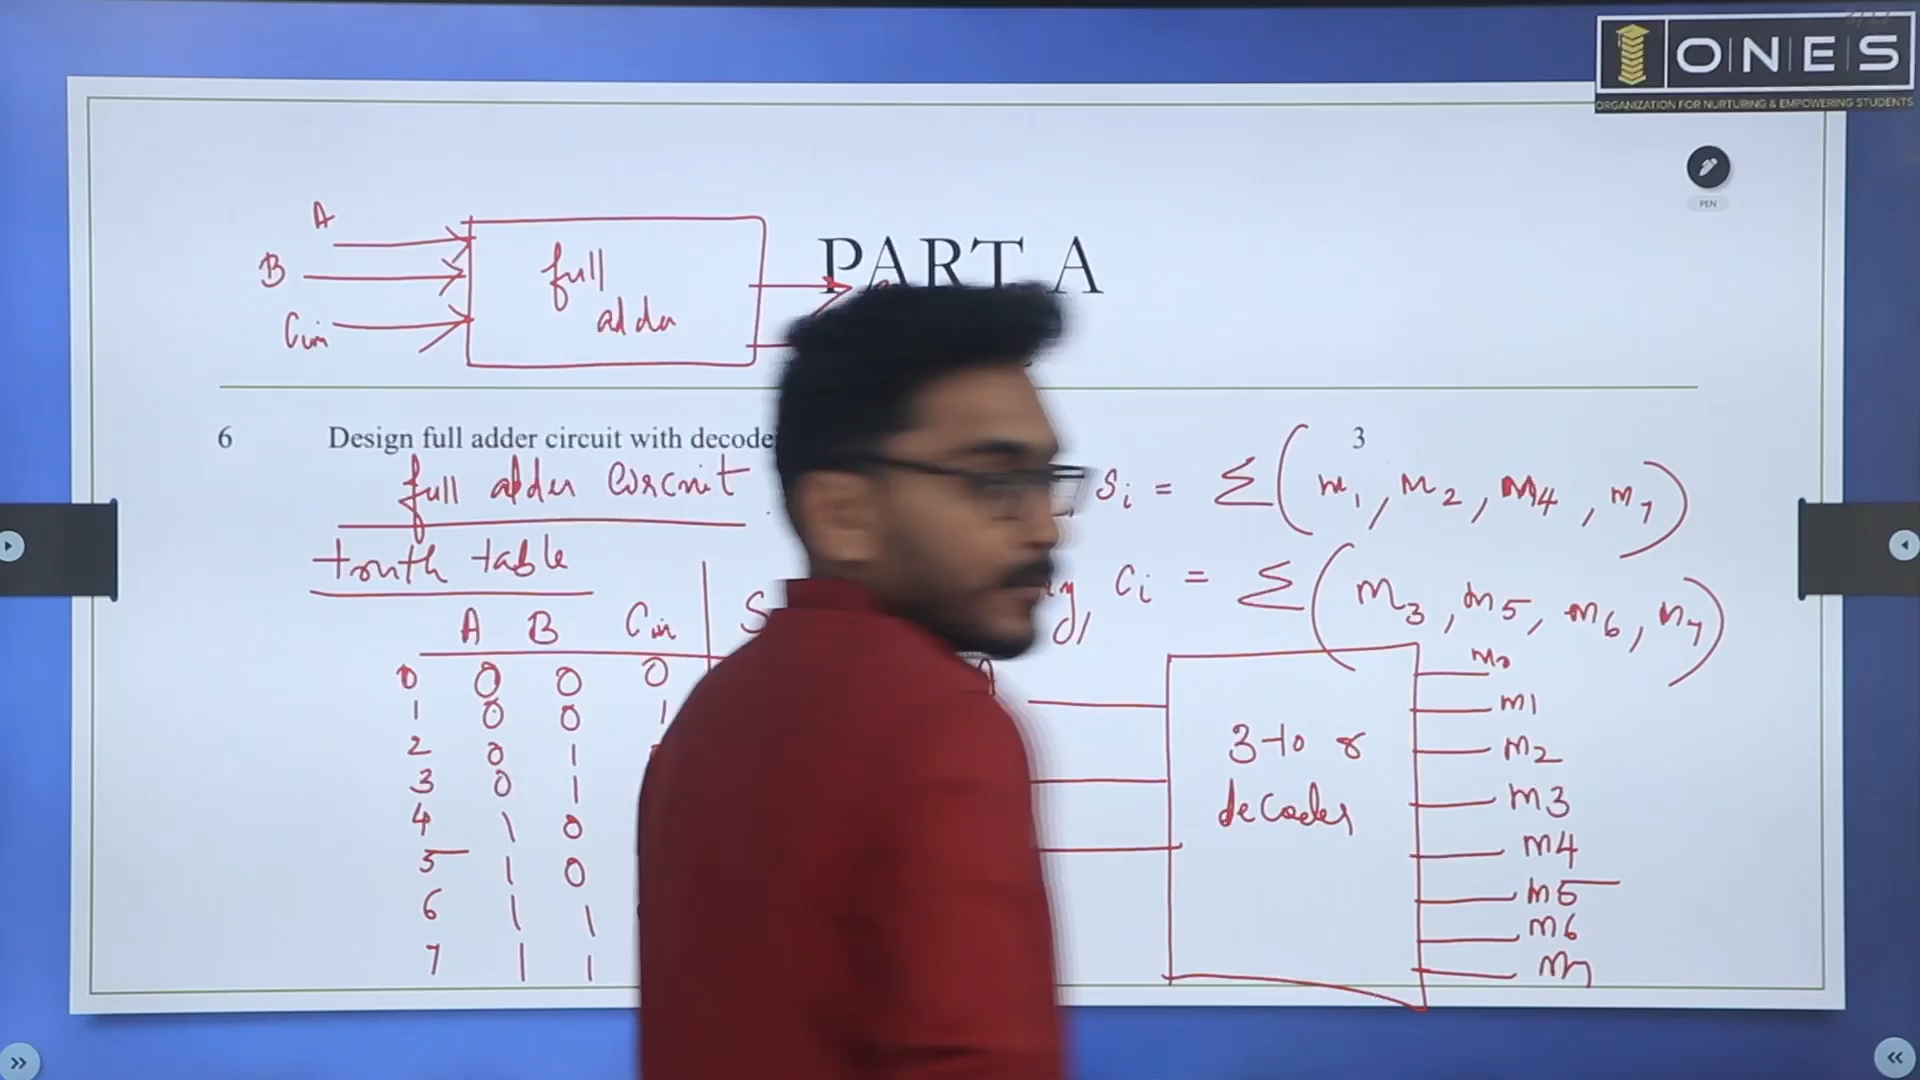 ONES
ORGANIZATION FOR NURTURING & EMPOWERING STUDENTS
PEN
PART A
A
B
Cin
full
adder
6 Design full adder circuit with 3
full adder circuit
Si = Σ(m1, m2, m4, m7)
truth table
Ci = Σ(m3, m5, m6, m7)
A B Cin S
0 0 0 0
1 0 0 1
2 0 1
3 0 1
4 1 0
5 1 0
6 1 1
7 1 1
3 to 8
decoder
m0
m1
m2
m3
m4
m5
m6
m7